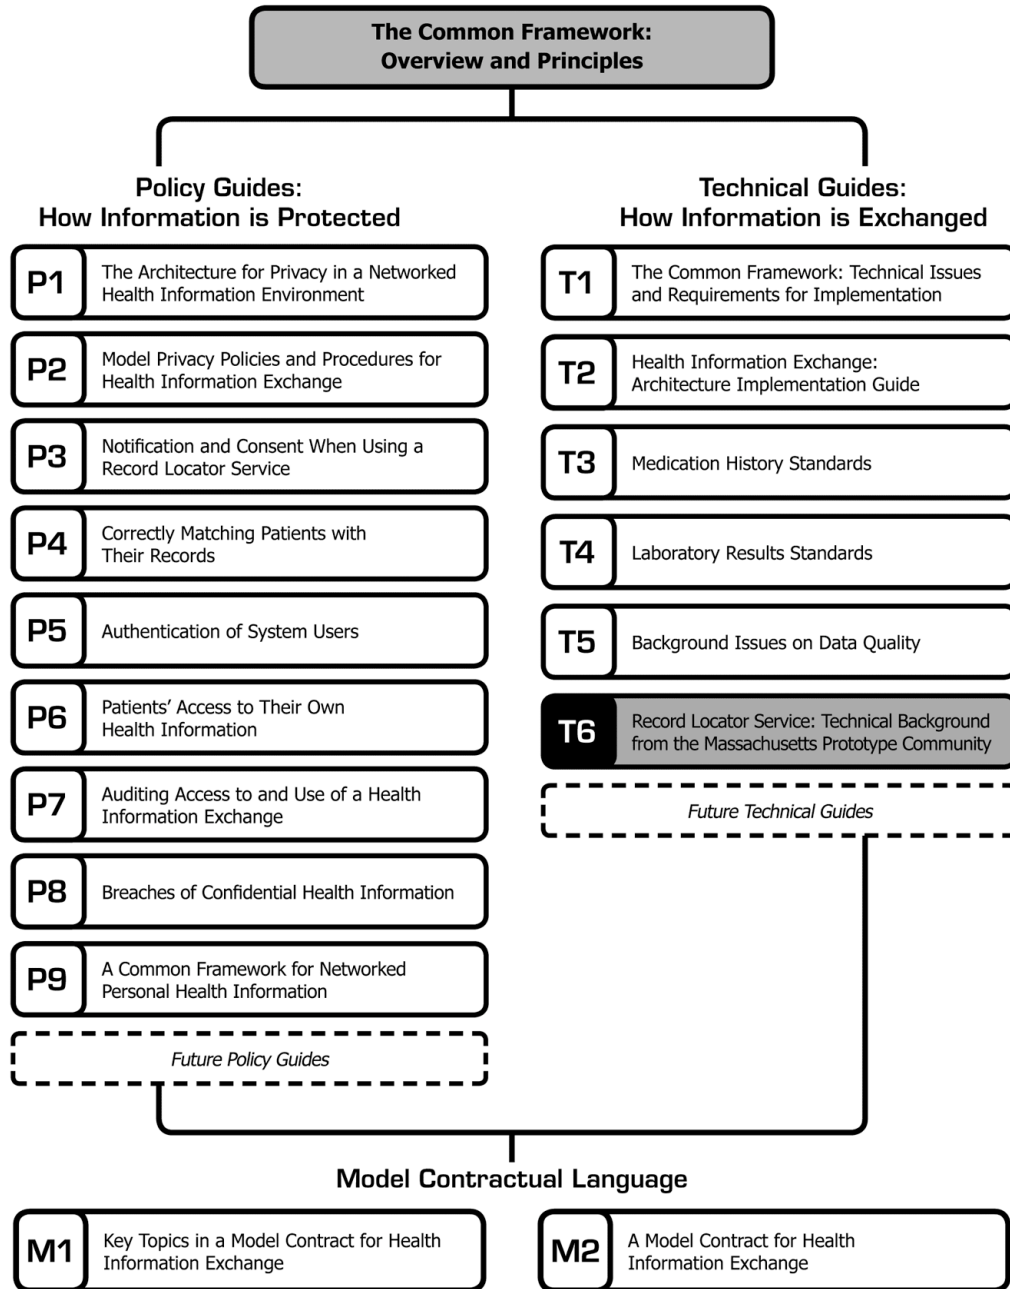 The Common Framework:
Overview and Principles
Policy Guides:
How Information is Protected
P1
The Architecture for Privacy in a Networked
Health Information Environment
P2
Model Privacy Policies and Procedures for
Health Information Exchange
P3
Notification and Consent When Using a
Record Locator Service
P4
Correctly Matching Patients with
Their Records
P5
Authentication of System Users
P6
Patients’ Access to Their Own
Health Information
P7
Auditing Access to and Use of a Health
Information Exchange
P8
Breaches of Confidential Health Information
P9
A Common Framework for Networked
Personal Health Information
Future Policy Guides
Technical Guides:
How Information is Exchanged
T1
The Common Framework: Technical Issues
and Requirements for Implementation
T2
Health Information Exchange:
Architecture Implementation Guide
T3
Medication History Standards
T4
Laboratory Results Standards
T5
Background Issues on Data Quality
T6
Record Locator Service: Technical Background
from the Massachusetts Prototype Community
Future Technical Guides
Model Contractual Language
M1
Key Topics in a Model Contract for Health
Information Exchange
M2
A Model Contract for Health
Information Exchange